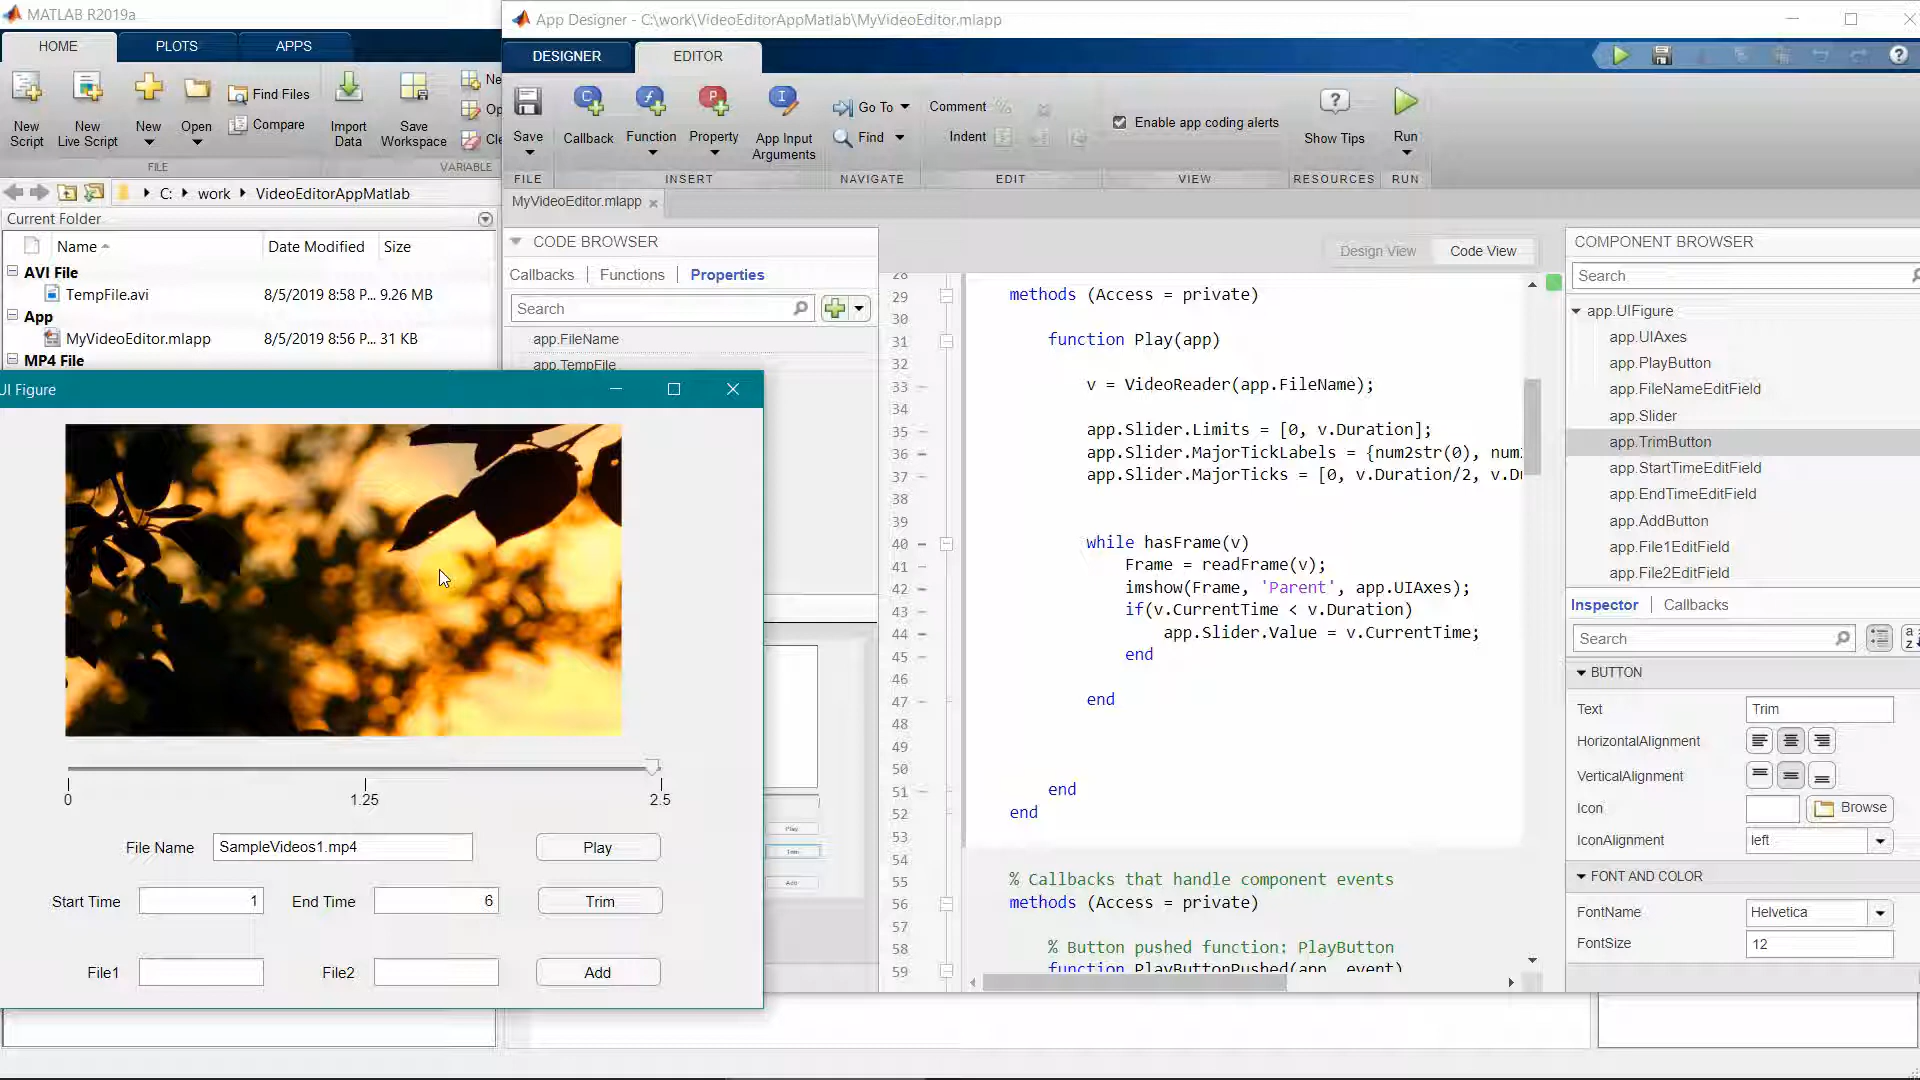 MATLAB R2019a
App Designer - C:\work\VideoEditorAppMatlab\MyVideoEditor.mlapp
HOME
PLOTS
APPS
DESIGNER
EDITOR
New
Script
New
Live Script
New
Open
Find Files
Compare
Import
Data
Save
Workspace
FILE
VARIABLE
Save
Callback
Function
Property
App Input
Arguments
Go To
Find
Comment
Indent
Enable app coding alerts
Show Tips
Run
FILE
INSERT
NAVIGATE
EDIT
VIEW
RESOURCES
RUN
C:
work
VideoEditorAppMatlab
MyVideoEditor.mlapp
Current Folder
Name
Date Modified
Size
AVI File
TempFile.avi 8/5/2019 8:58 P... 9.26 MB
App
MyVideoEditor.mlapp 8/5/2019 8:56 P... 31 KB
MP4 File
CODE BROWSER
Callbacks
Functions
Properties
Search
app.FileName
app.TempFile
UI Figure
0
1.25
2.5
File Name SampleVideos1.mp4 Play
Start Time 1 End Time 6 Trim
File1 File2 Add
Play
Trim
Add
Design View
Code View
28
29 methods (Access = private)
30
31 function Play(app)
32
33 v = VideoReader(app.FileName);
34
35 app.Slider.Limits = [0, v.Duration];
36 app.Slider.MajorTickLabels = {num2str(0), num
37 app.Slider.MajorTicks = [0, v.Duration/2, v.D
38
39
40 while hasFrame(v)
41 Frame = readFrame(v);
42 imshow(Frame, 'Parent', app.UIAxes);
43 if(v.CurrentTime < v.Duration)
44 app.Slider.Value = v.CurrentTime;
45 end
46
47 end
48
49
50
51 end
52 end
53
54
55 % Callbacks that handle component events
56 methods (Access = private)
57
58 % Button pushed function: PlayButton
59 function PlayButtonPushed(app, event)
COMPONENT BROWSER
Search
app.UIFigure
app.UIAxes
app.PlayButton
app.FileNameEditField
app.Slider
app.TrimButton
app.StartTimeEditField
app.EndTimeEditField
app.AddButton
app.File1EditField
app.File2EditField
Inspector
Callbacks
Search
BUTTON
Text Trim
HorizontalAlignment
VerticalAlignment
Icon Browse
IconAlignment left
FONT AND COLOR
FontName Helvetica
FontSize 12